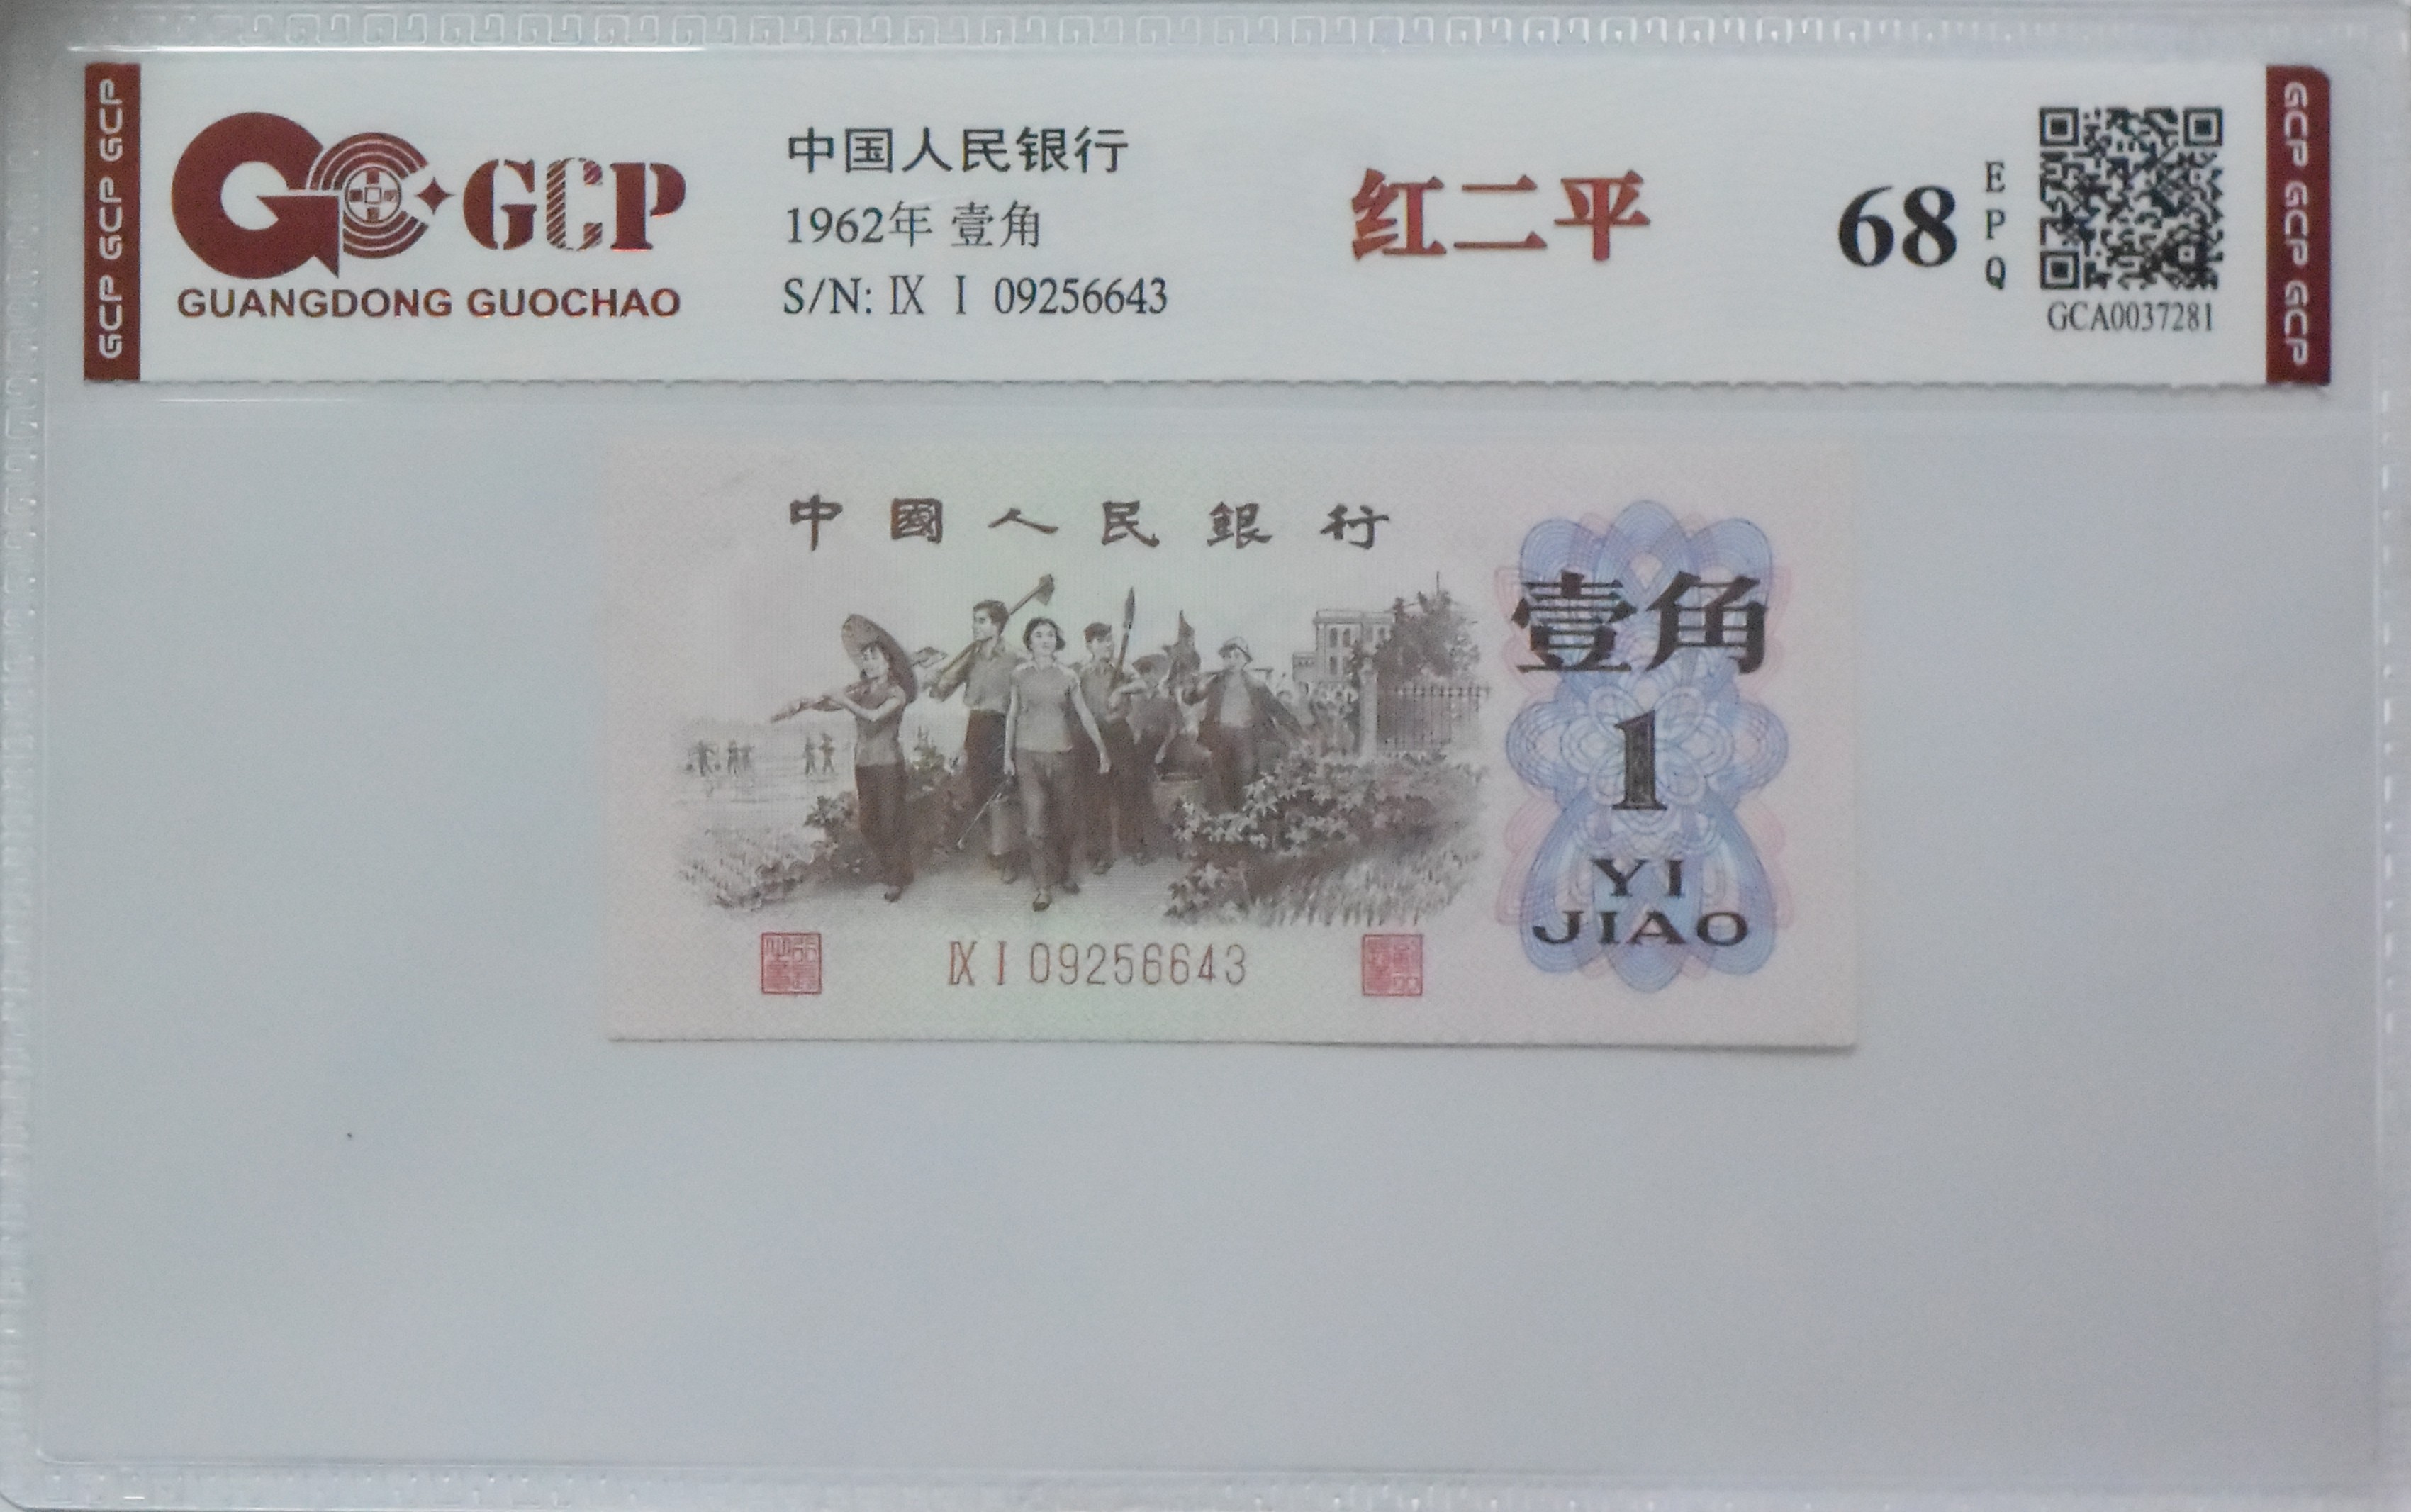 GCP GCP GCP
GCP
GUANGDONG GUOCHAO
中国人民银行
1962年 壹角
S/N: Ⅸ Ⅰ 09256643
红二平
68
EPQ
GCA0037281
GCP GCP GCP
中國人民銀行
壹角
1
YI
JIAO
Ⅸ Ⅰ 09256643